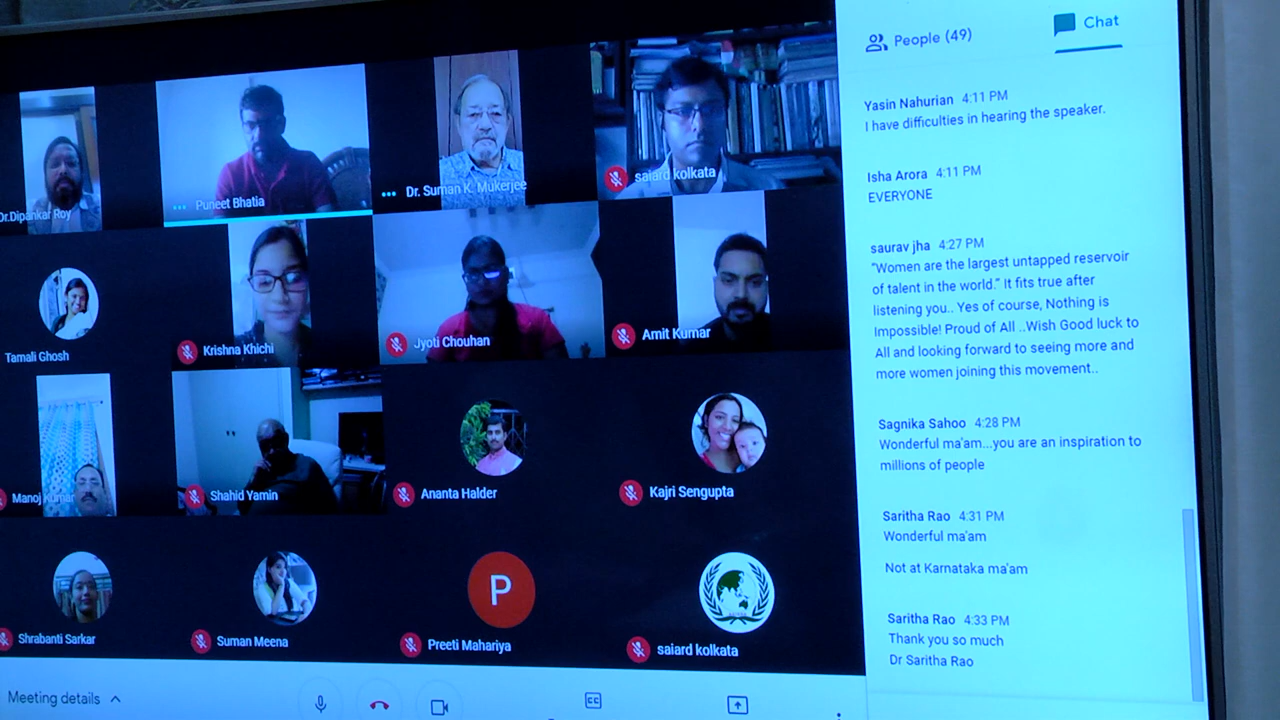 Dr.Dipankar Roy
Puneet Bhatia
Dr. Suman K. Mukerjee
saiard kolkata
Tamali Ghosh
Krishna Khichi
Jyoti Chouhan
Amit Kumar
Manoj Kumar
Shahid Yamin
Ananta Halder
Kajri Sengupta
Shrabanti Sarkar
Suman Meena
P
Preeti Mahariya
saiard kolkata
Meeting details
CC
People (49)
Chat
Yasin Nahurian 4:11 PM
I have difficulties in hearing the speaker.
Isha Arora 4:11 PM
EVERYONE
saurav jha 4:27 PM
“Women are the largest untapped reservoir
of talent in the world.” It fits true after
listening you.. Yes of course, Nothing is
Impossible! Proud of All ..Wish Good luck to
All and looking forward to seeing more and
more women joining this movement..
Sagnika Sahoo 4:28 PM
Wonderful ma'am...you are an inspiration to
millions of people
Saritha Rao 4:31 PM
Wonderful ma'am
Not at Karnataka ma'am
Saritha Rao 4:33 PM
Thank you so much
Dr Saritha Rao